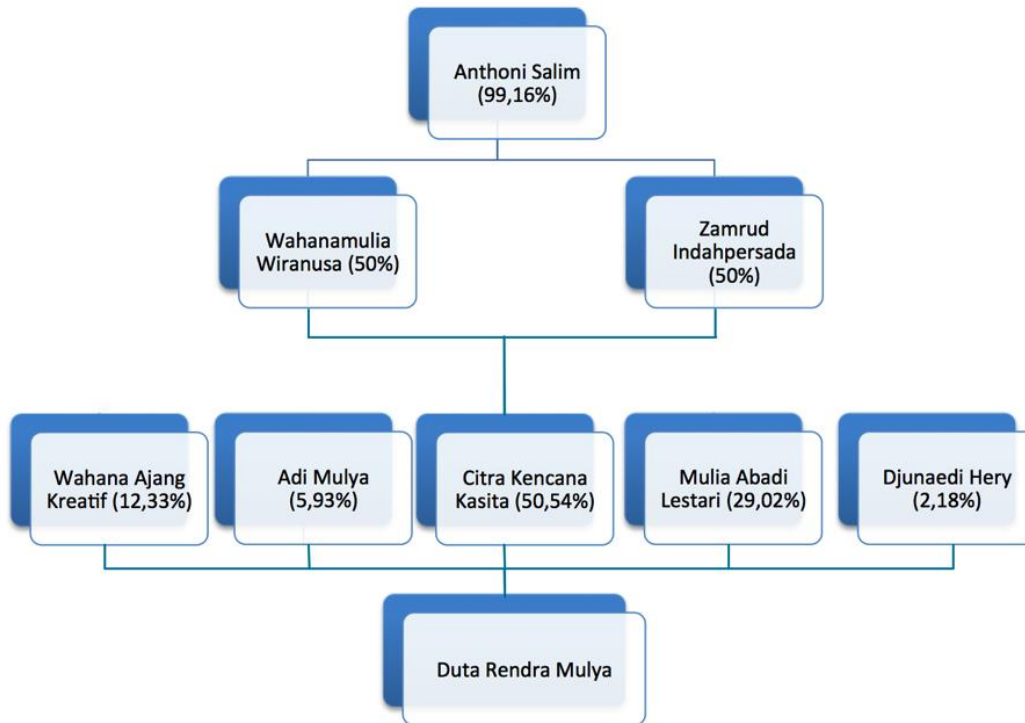 Anthoni Salim
(99,16%)
Wahanamulia
Wiranusa (50%)
Zamrud
Indahpersada
(50%)
Wahana Ajang
Kreatif (12,33%)
Adi Mulya
(5,93%)
Citra Kencana
Kasita (50,54%)
Mulia Abadi
Lestari (29,02%)
Djunaedi Hery
(2,18%)
Duta Rendra Mulya